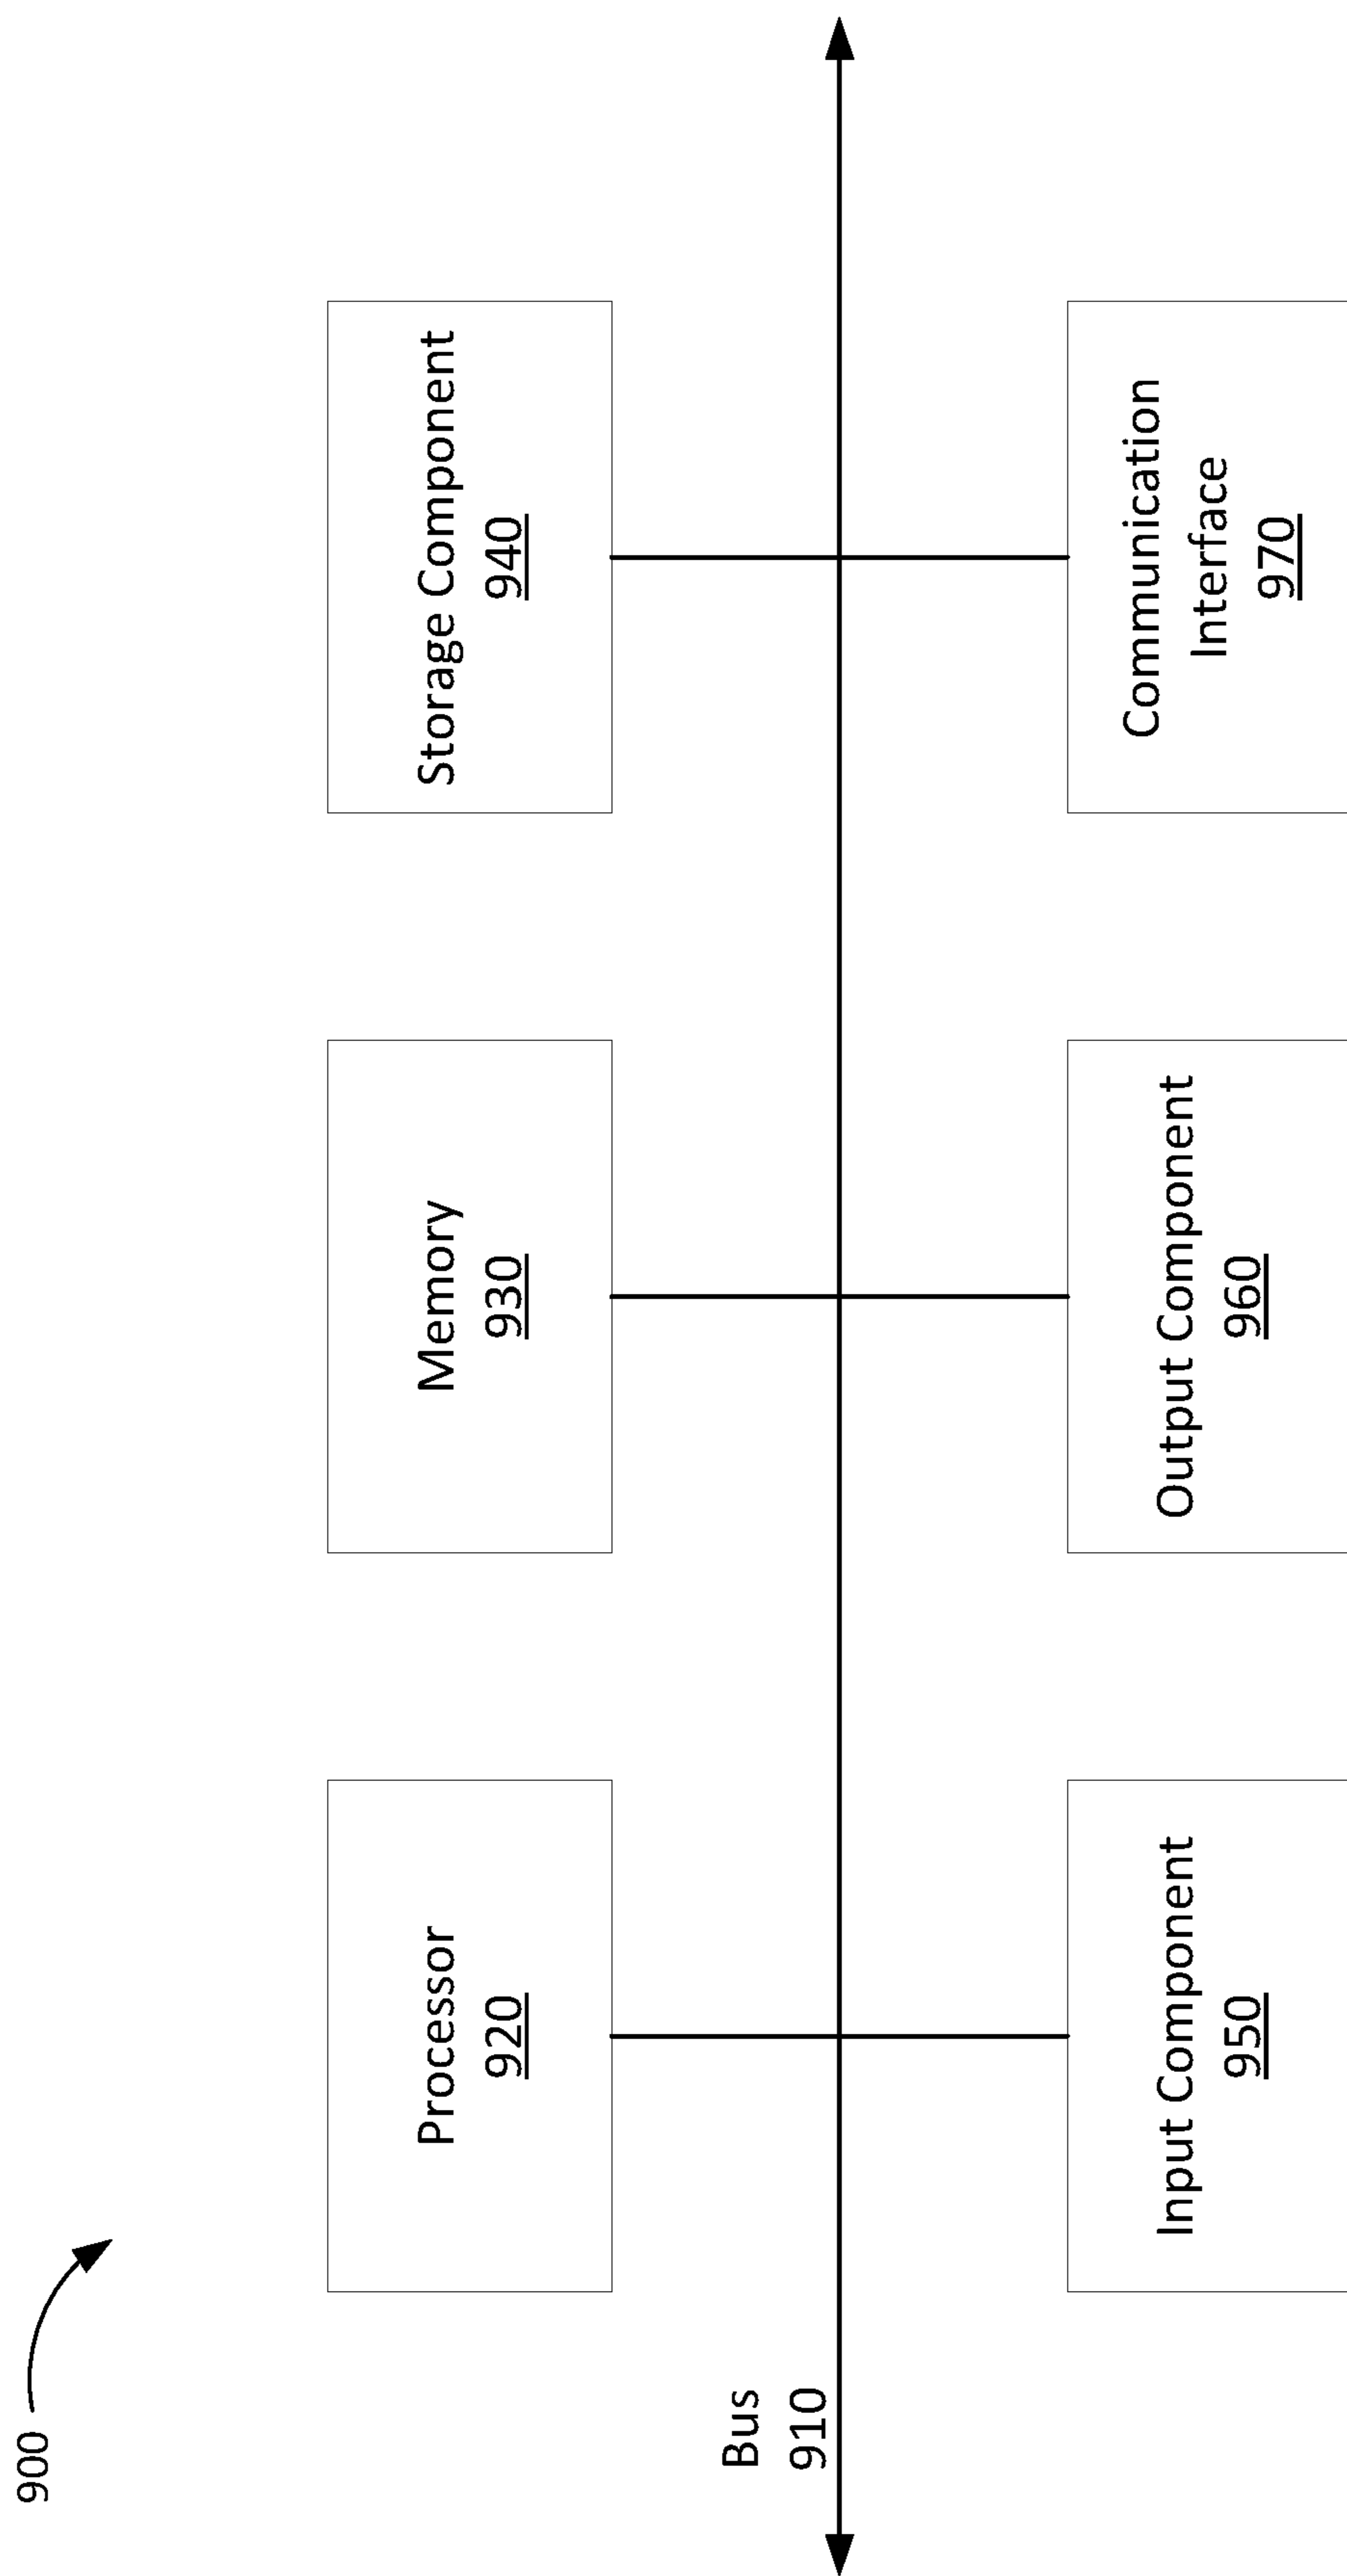 900
Processor
920
Memory
930
Storage Component
940
Bus
910
Input Component
950
Output Component
960
Communication
Interface
970